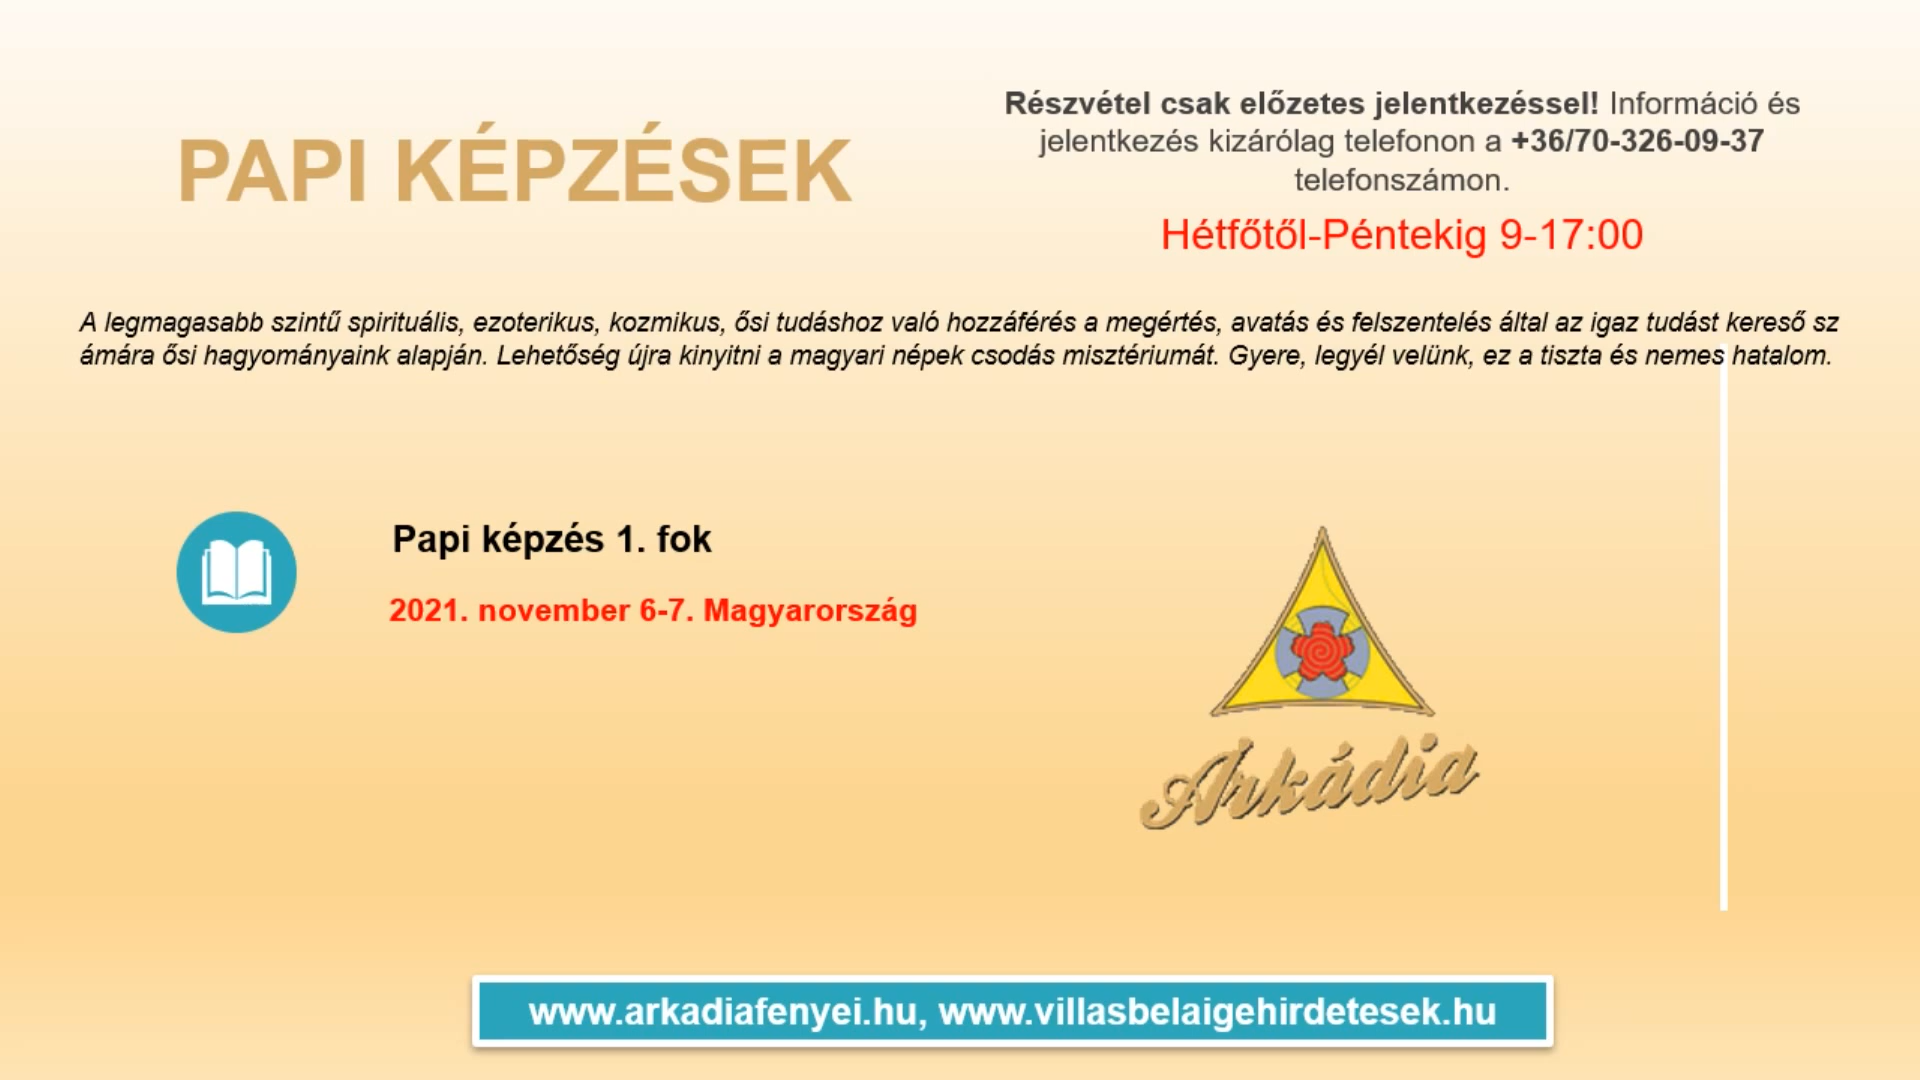 PAPI KÉPZÉSEK
Részvétel csak előzetes jelentkezéssel! Információ és
jelentkezés kizárólag telefonon a +36/70-326-09-37
telefonszámon.
Hétfőtől-Péntekig 9-17:00
A legmagasabb szintű spirituális, ezoterikus, kozmikus, ősi tudáshoz való hozzáférés a megértés, avatás és felszentelés által az igaz tudást kereső sz
ámára ősi hagyományaink alapján. Lehetőség újra kinyitni a magyari népek csodás misztériumát. Gyere, legyél velünk, ez a tiszta és nemes hatalom.
Papi képzés 1. fok
2021. november 6-7. Magyarország
Árkádia
www.arkadiafenyei.hu, www.villasbelaigehirdetesek.hu